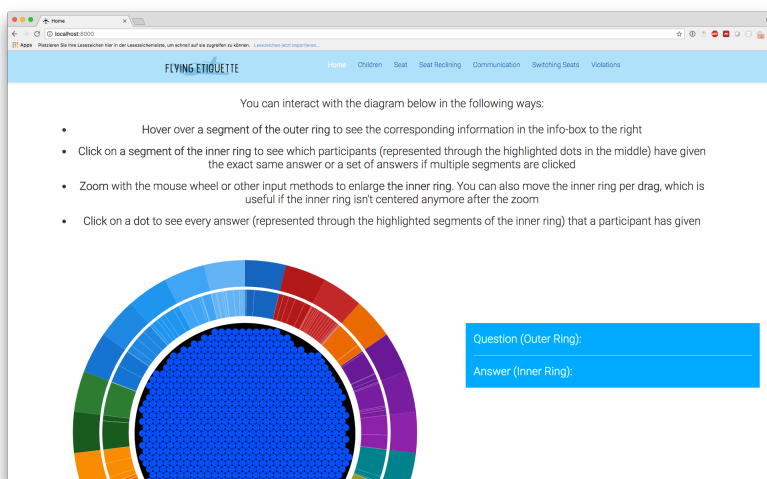 Home
localhost:8000
Apps Platzieren Sie Ihre Lesezeichen hier in der Lesezeichenleiste, um schnell auf sie zugreifen zu können. Lesezeichen jetzt importieren...
FLYING ETIQUETTE Home Children Seat Seat Reclining Communication Switching Seats Violations
You can interact with the diagram below in the following ways:
• Hover over a segment of the outer ring to see the corresponding information in the info-box to the right
• Click on a segment of the inner ring to see which participants (represented through the highlighted dots in the middle) have given
the exact same answer or a set of answers if multiple segments are clicked
• Zoom with the mouse wheel or other input methods to enlarge the inner ring. You can also move the inner ring per drag, which is
useful if the inner ring isn't centered anymore after the zoom
• Click on a dot to see every answer (represented through the highlighted segments of the inner ring) that a participant has given
Question (Outer Ring):
Answer (Inner Ring):